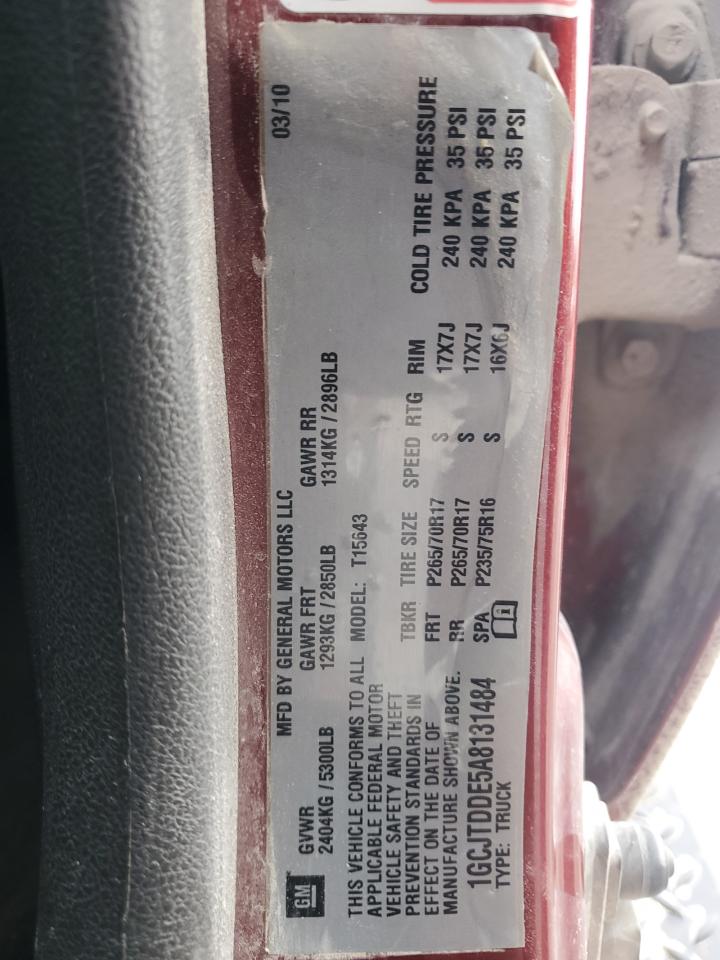 MFD BY GENERAL MOTORS LLC 03/10
GM
GVWR GAWR FRT GAWR RR
2404KG / 5300LB 1293KG / 2850LB 1314KG / 2896LB
THIS VEHICLE CONFORMS TO ALL MODEL: T15643
APPLICABLE FEDERAL MOTOR
VEHICLE SAFETY AND THEFT
PREVENTION STANDARDS IN
EFFECT ON THE DATE OF
MANUFACTURE SHOWN ABOVE.
TBKR TIRE SIZE SPEED RTG RIM COLD TIRE PRESSURE
FRT P265/70R17 S 17X7J 240 KPA 35 PSI
RR P265/70R17 S 17X7J 240 KPA 35 PSI
SPA P235/75R16 S 16X6J 240 KPA 35 PSI
1GCJTDDE5A8131484
TYPE: TRUCK